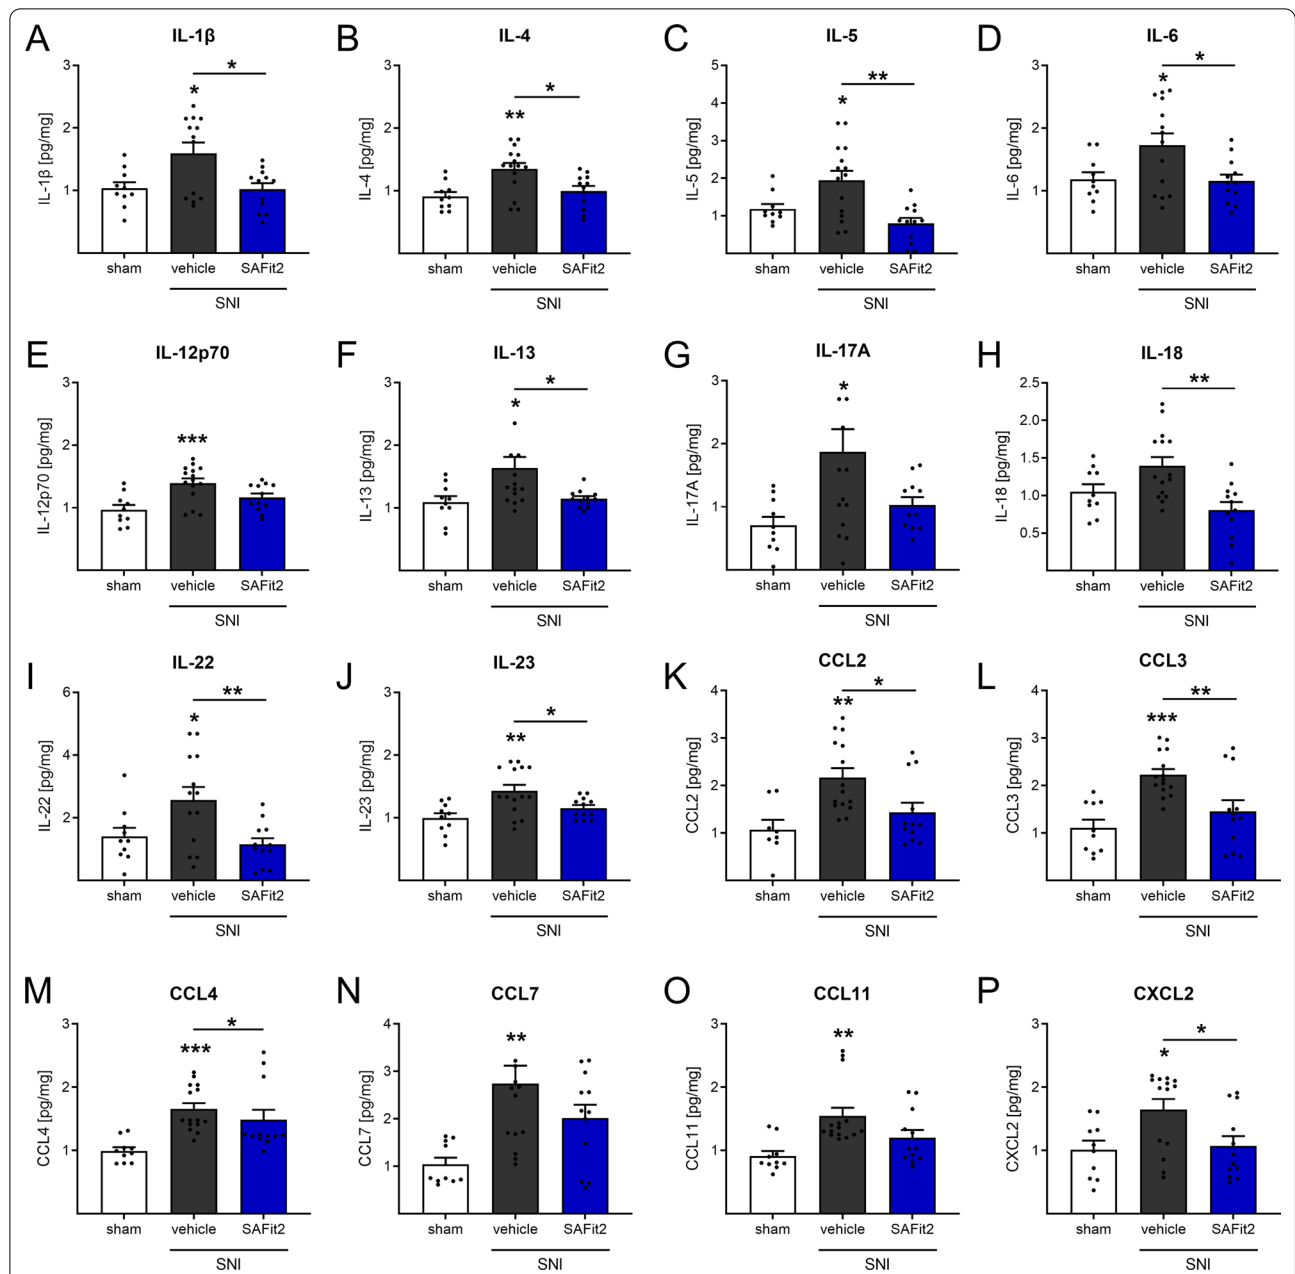 A IL-1β
3
2
1
IL-1β [pg/mg]
*
*
sham vehicle SAFit2
SNI
B IL-4
3
2
1
IL-4 [pg/mg]
**
*
sham vehicle SAFit2
SNI
C IL-5
5
4
3
2
1
IL-5 [pg/mg]
*
**
sham vehicle SAFit2
SNI
D IL-6
3
2
1
IL-6 [pg/mg]
*
*
sham vehicle SAFit2
SNI
E IL-12p70
3
2
1
IL-12p70 [pg/mg]
***
sham vehicle SAFit2
SNI
F IL-13
3
2
1
IL-13 [pg/mg]
*
*
sham vehicle SAFit2
SNI
G IL-17A
3
2
1
IL-17A [pg/mg]
*
sham vehicle SAFit2
SNI
H IL-18
2.5
2.0
1.5
1.0
0.5
IL-18 [pg/mg]
**
sham vehicle SAFit2
SNI
I IL-22
6
4
2
IL-22 [pg/mg]
*
**
sham vehicle SAFit2
SNI
J IL-23
3
2
1
IL-23 [pg/mg]
**
*
sham vehicle SAFit2
SNI
K CCL2
4
3
2
1
CCL2 [pg/mg]
**
*
sham vehicle SAFit2
SNI
L CCL3
4
3
2
1
CCL3 [pg/mg]
***
**
sham vehicle SAFit2
SNI
M CCL4
3
2
1
CCL4 [pg/mg]
***
*
sham vehicle SAFit2
SNI
N CCL7
4
3
2
1
CCL7 [pg/mg]
**
sham vehicle SAFit2
SNI
O CCL11
3
2
1
CCL11 [pg/mg]
**
sham vehicle SAFit2
SNI
P CXCL2
3
2
1
CXCL2 [pg/mg]
*
*
sham vehicle SAFit2
SNI